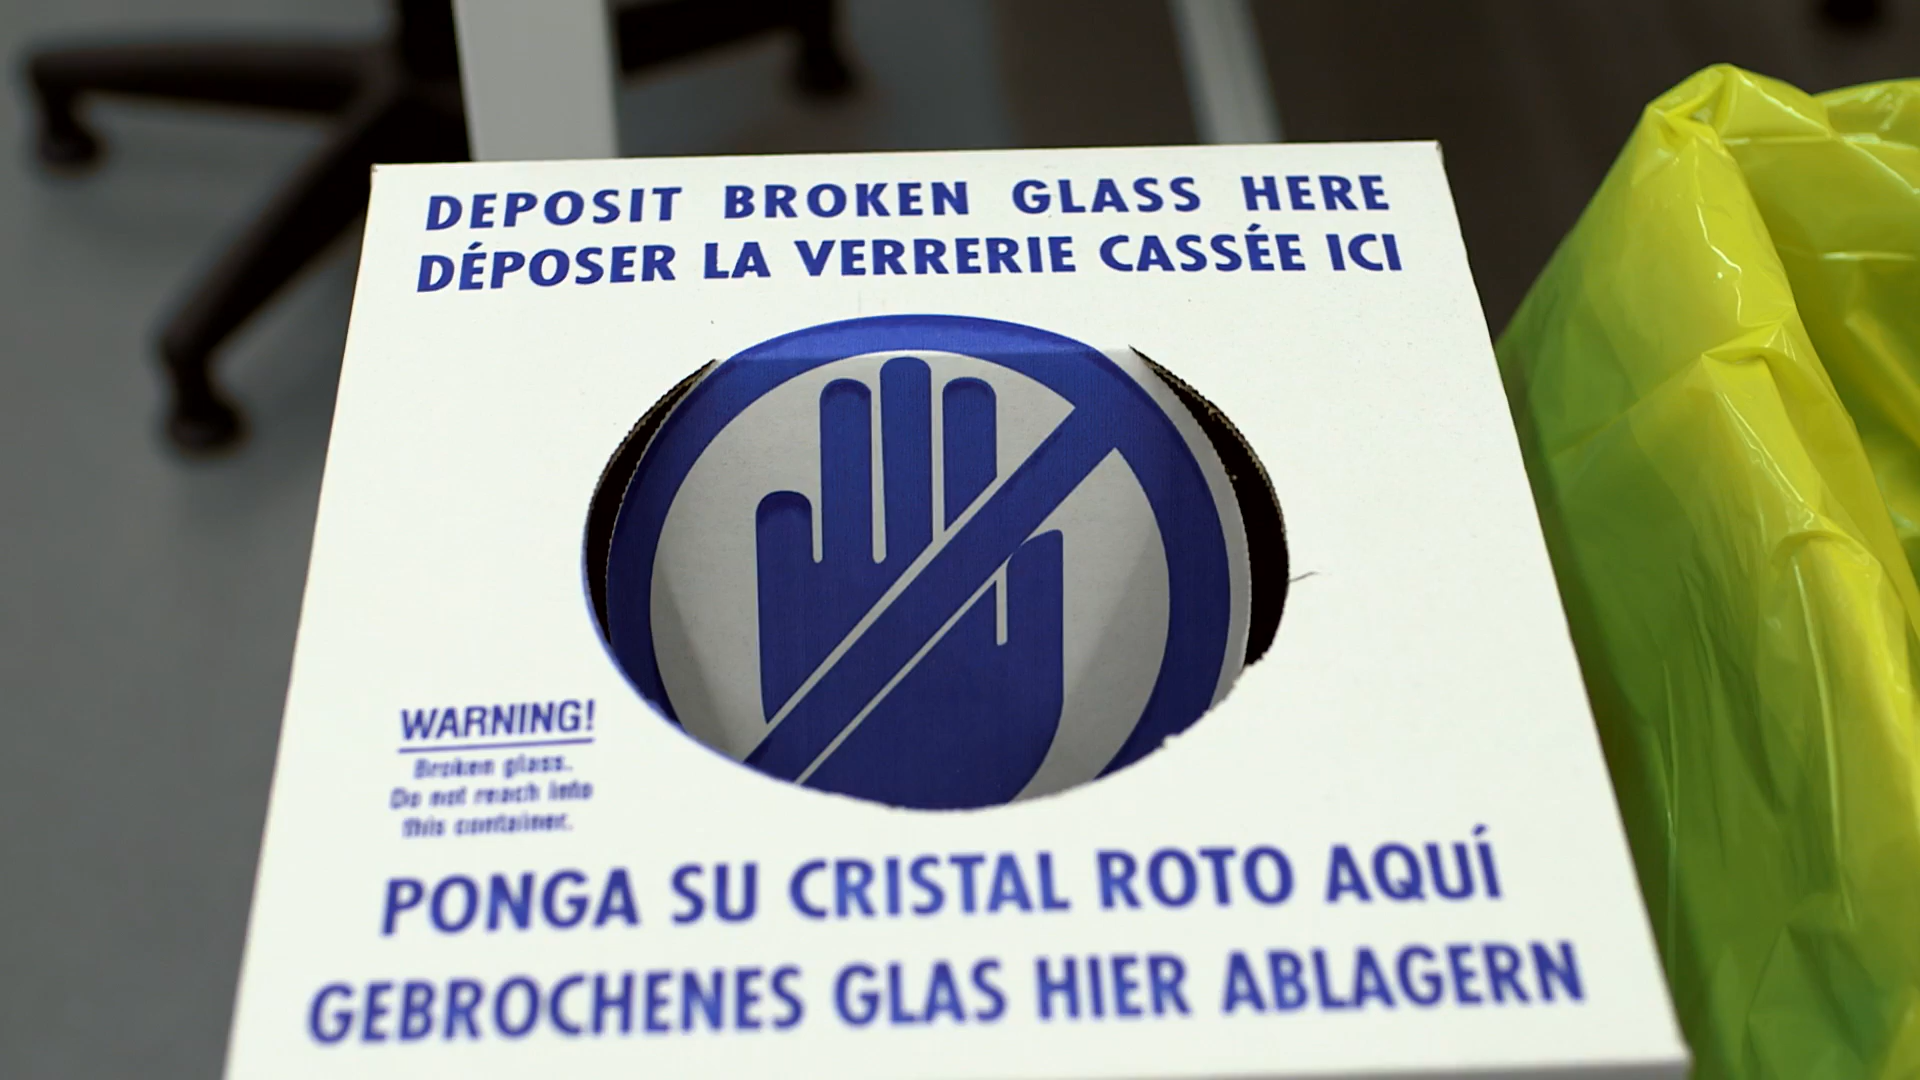 DEPOSIT BROKEN GLASS HERE
DÉPOSER LA VERRERIE CASSÉE ICI
WARNING!
Broken glass.
Do not reach into
this container.
PONGA SU CRISTAL ROTO AQUÍ
GEBROCHENES GLAS HIER ABLAGERN